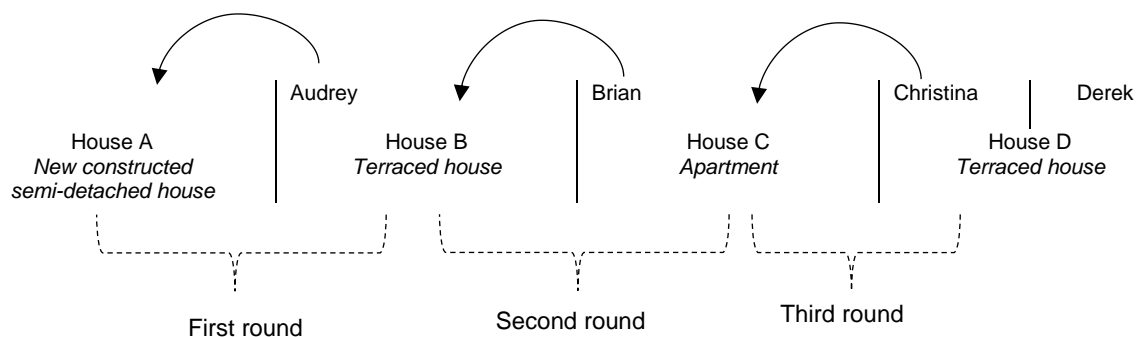 Audrey
Brian
Christina
Derek
House A
New constructed
semi-detached house
House B
Terraced house
House C
Apartment
House D
Terraced house
First round
Second round
Third round